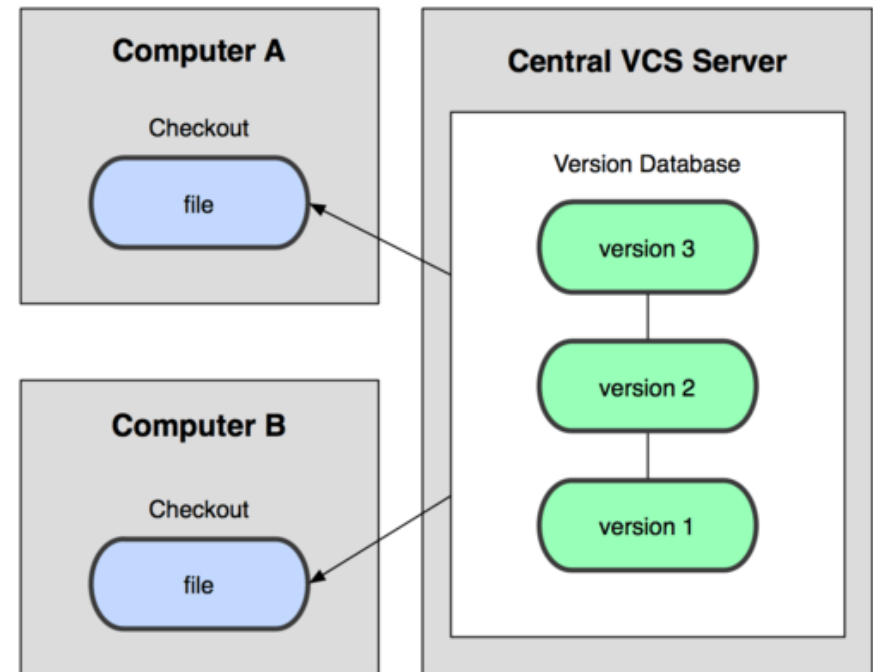 Computer A
Checkout
file
Central VCS Server
Version Database
version 3
version 2
version 1
Computer B
Checkout
file